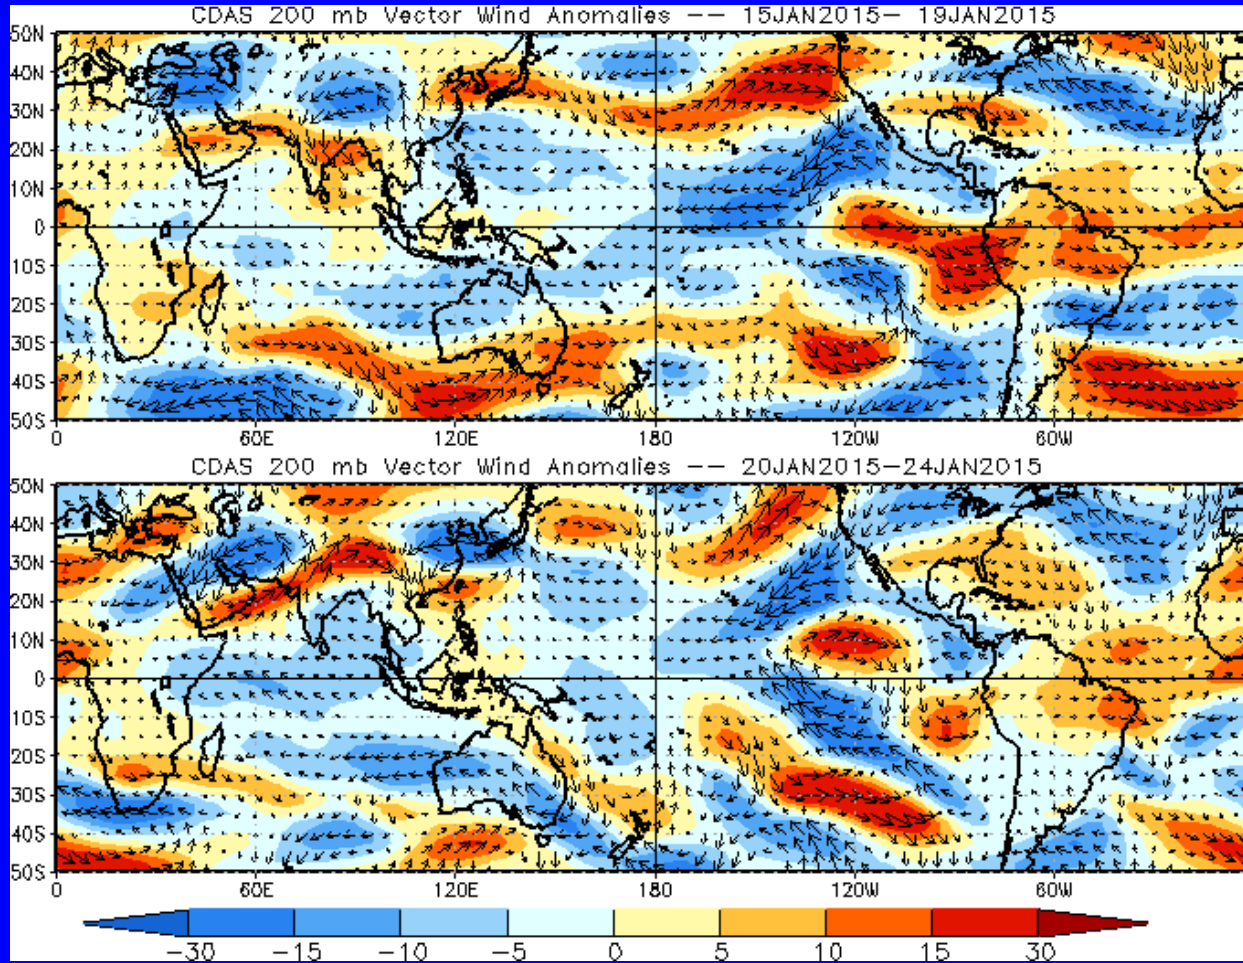 CDAS 200 mb Vector Wind Anomalies -- 15JAN2015- 19JAN2015
50N
40N
30N
20N
10N
0
10S
20S
30S
40S
50S
0 60E 120E 180 120W 60W
CDAS 200 mb Vector Wind Anomalies -- 20JAN2015-24JAN2015
50N
40N
30N
20N
10N
0
10S
20S
30S
40S
50S
0 60E 120E 180 120W 60W
-30 -15 -10 -5 0 5 10 15 30